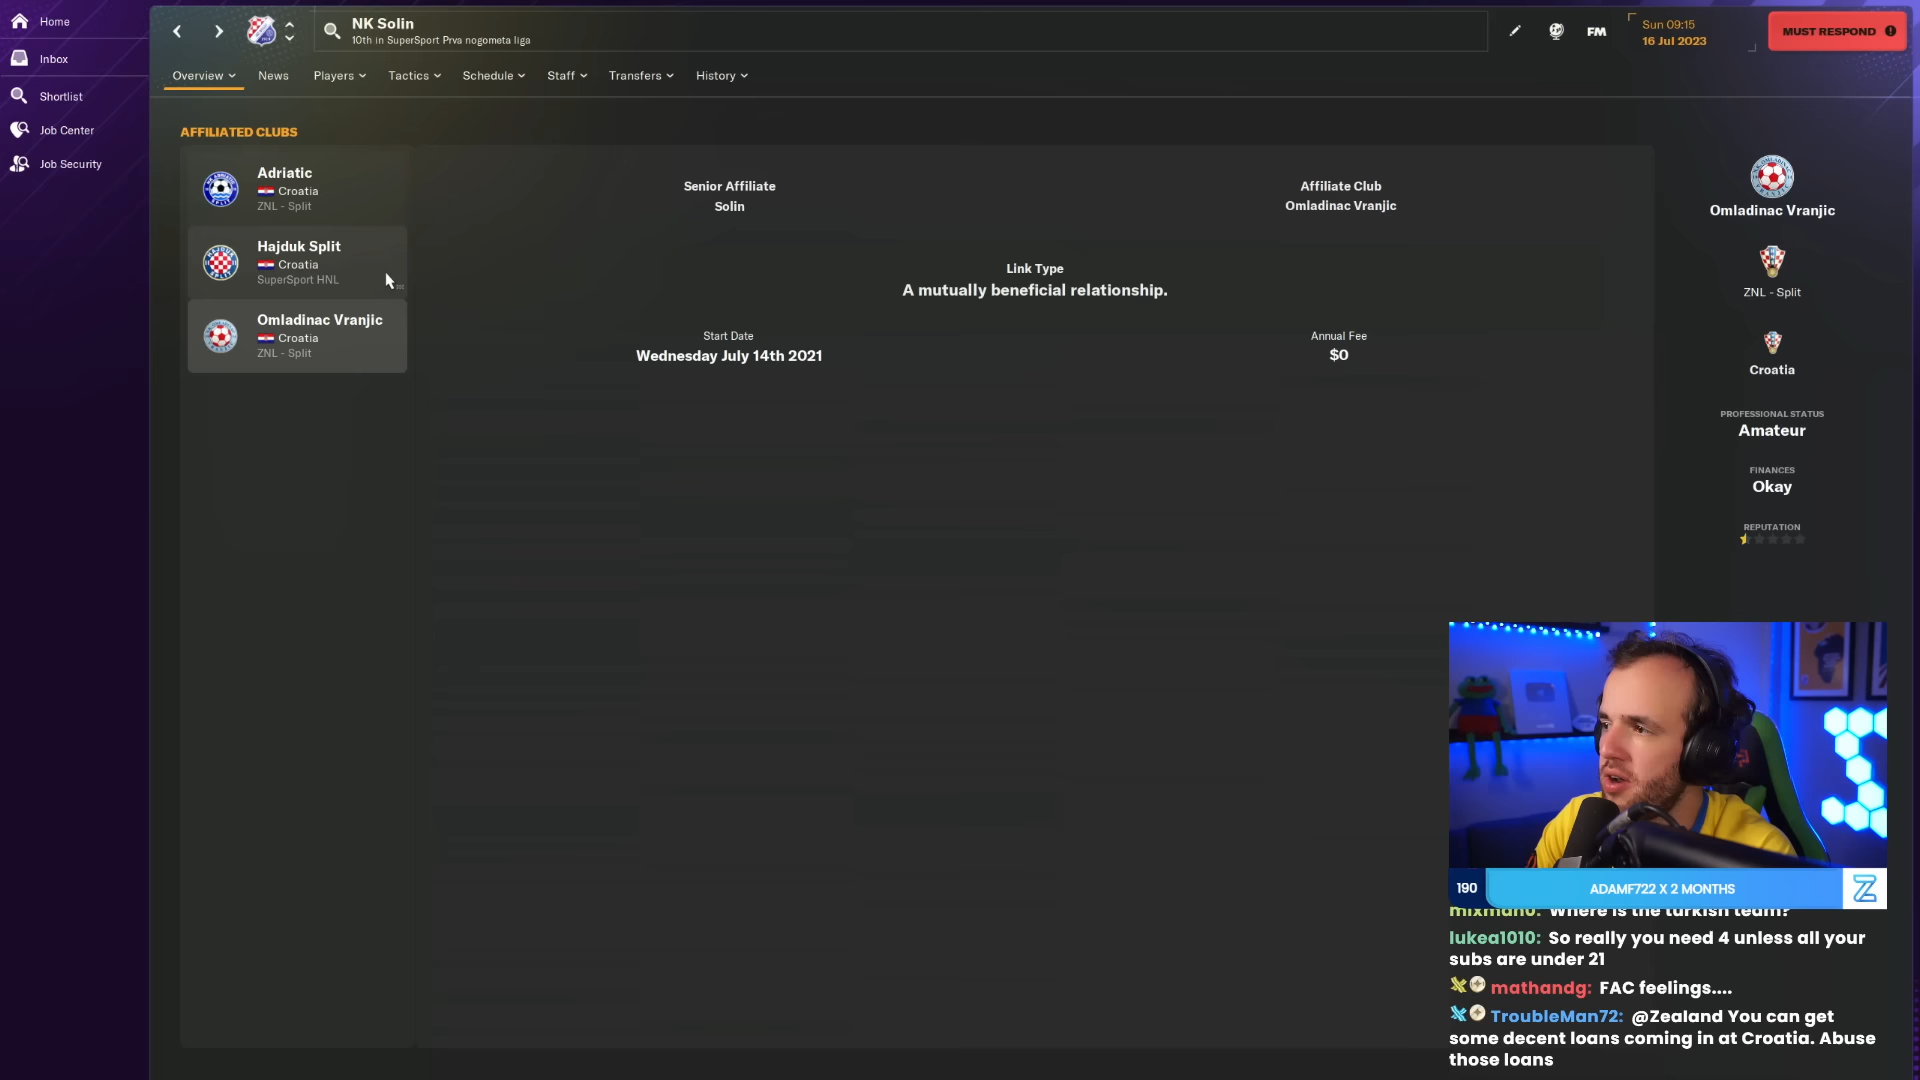 Home
Inbox
Shortlist
Job Center
Job Security
NK Solin
10th in SuperSport Prva nogometa liga
FM
Sun 09:15
16 Jul 2023
MUST RESPOND
Overview
News
Players
Tactics
Schedule
Staff
Transfers
History
AFFILIATED CLUBS
Adriatic
Croatia
ZNL - Split
Hajduk Split
Croatia
SuperSport HNL
Omladinac Vranjic
Croatia
ZNL - Split
Senior Affiliate
Solin
Affiliate Club
Omladinac Vranjic
Link Type
A mutually beneficial relationship.
Start Date
Wednesday July 14th 2021
Annual Fee
$0
Omladinac Vranjic
ZNL - Split
Croatia
PROFESSIONAL STATUS
Amateur
FINANCES
Okay
REPUTATION
190
ADAMF722 X 2 MONTHS
Z
Where is the turkish team?
lukea1010: So really you need 4 unless all your
subs are under 21
mathandg: FAC feelings....
TroubleMan72: @Zealand You can get
some decent loans coming in at Croatia. Abuse
those loans